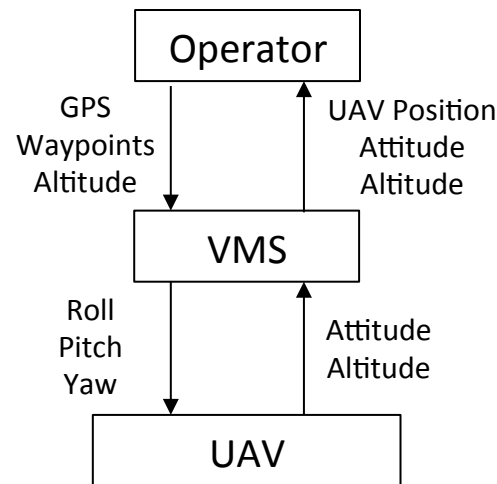 Operator
GPS
Waypoints
Altitude
UAV Position
Attitude
Altitude
VMS
Roll
Pitch
Yaw
Attitude
Altitude
UAV